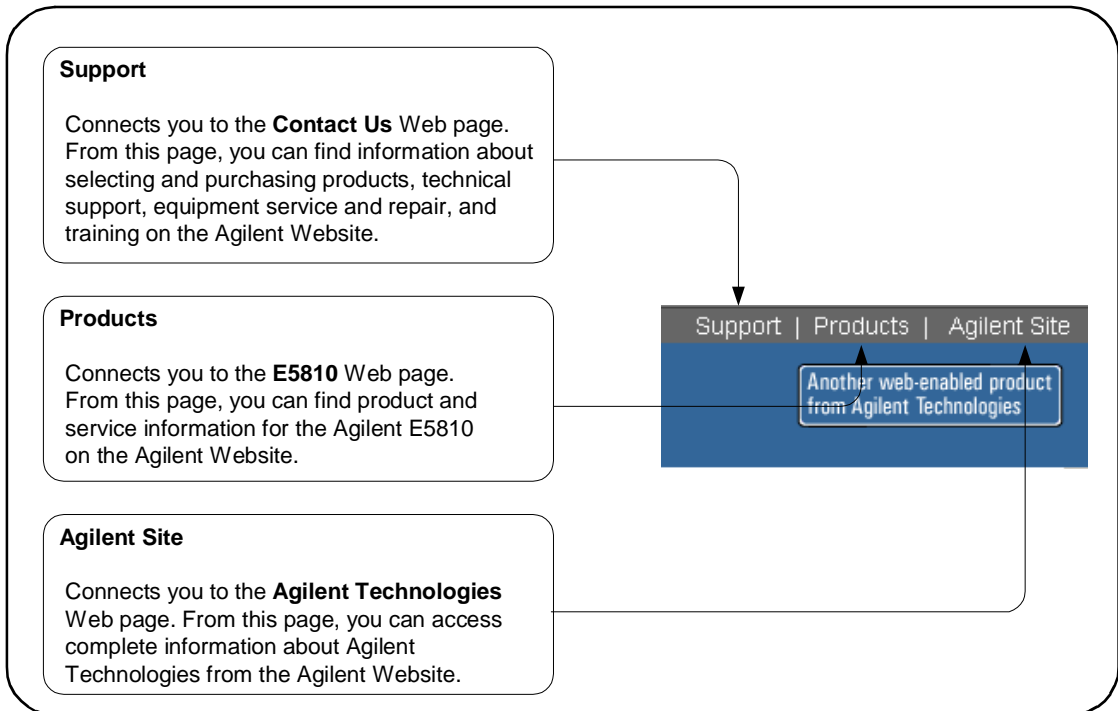 Support
Connects you to the Contact Us Web page.
From this page, you can find information about
selecting and purchasing products, technical
support, equipment service and repair, and
training on the Agilent Website.
Products
Connects you to the E5810 Web page.
From this page, you can find product and
service information for the Agilent E5810
on the Agilent Website.
Agilent Site
Connects you to the Agilent Technologies
Web page. From this page, you can access
complete information about Agilent
Technologies from the Agilent Website.
Support | Products | Agilent Site
Another web-enabled product
from Agilent Technologies